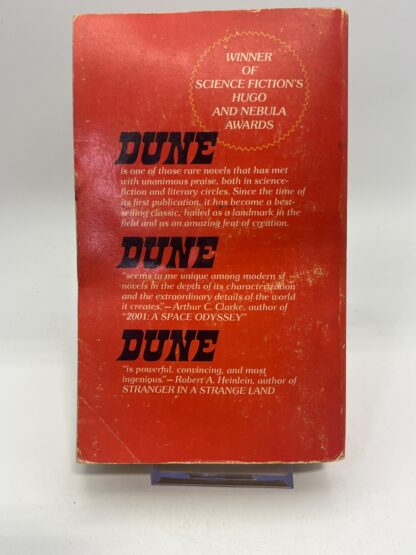 WINNER
OF
SCIENCE FICTION'S
HUGO
AND NEBULA
AWARDS
DUNE
is one of those rare novels that has met
with unanimous praise, both in science-
fiction and literary circles. Since the time of
its first publication, it has become a best-
selling classic, hailed as a landmark in the
field and as an amazing feat of creation.
DUNE
"seems to me unique among modern sf
novels in the depth of its characterization
and the extraordinary details of the world
it creates."—Arthur C. Clarke, author of
"2001: A SPACE ODYSSEY"
DUNE
"is powerful, convincing, and most
ingenious."—Robert A. Heinlein, author of
STRANGER IN A STRANGE LAND